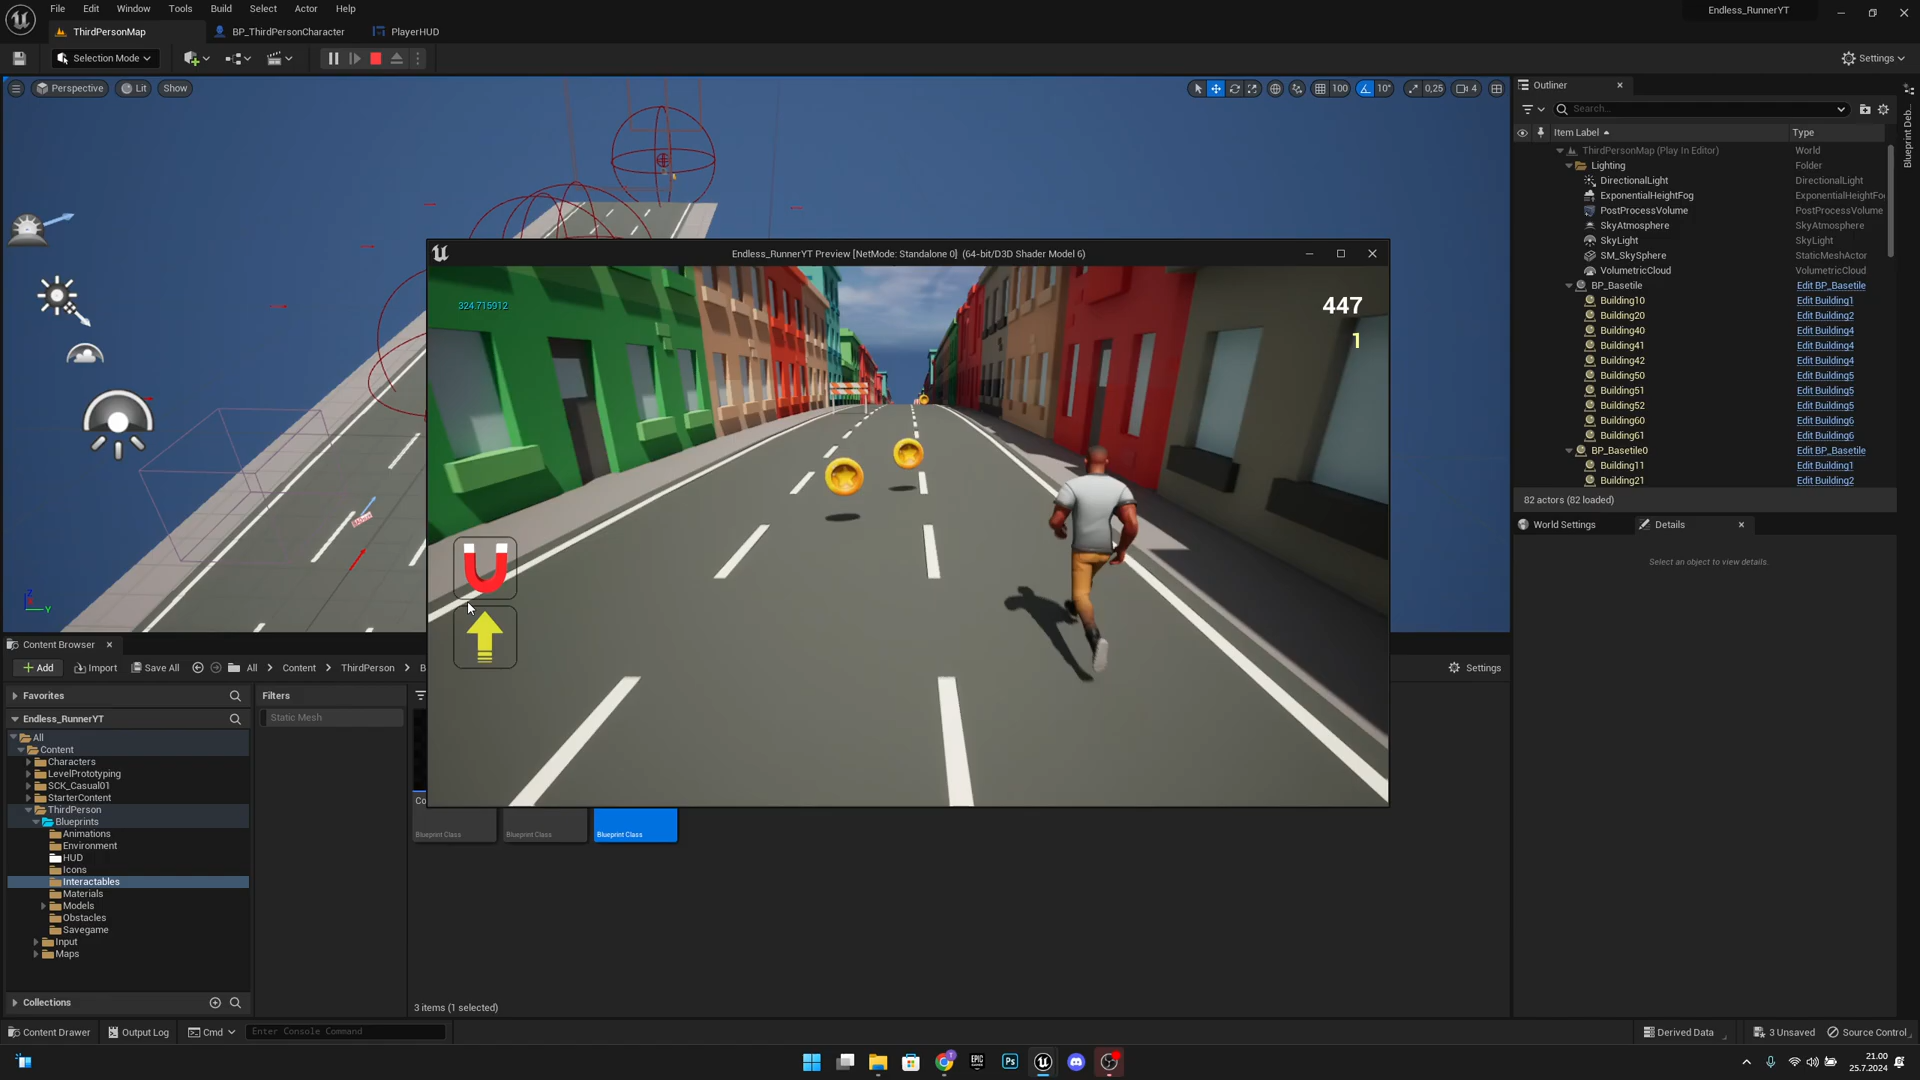 File Edit Window Tools Build Select Actor Help
Endless_RunnerYT
ThirdPersonMap
BP_ThirdPersonCharacter
PlayerHUD
Selection Mode
Settings
Perspective
Lit
Show
100
10°
0,25
4
Outliner
Search...
Item Label
Type
ThirdPersonMap (Play In Editor) World
Lighting Folder
DirectionalLight DirectionalLight
ExponentialHeightFog ExponentialHeightFo
PostProcessVolume PostProcessVolume
SkyAtmosphere SkyAtmosphere
SkyLight SkyLight
SM_SkySphere StaticMeshActor
VolumetricCloud VolumetricCloud
BP_Basetile Edit BP_Basetile
Building10 Edit Building1
Building20 Edit Building2
Building40 Edit Building4
Building41 Edit Building4
Building42 Edit Building4
Building50 Edit Building5
Building51 Edit Building5
Building52 Edit Building5
Building60 Edit Building6
Building61 Edit Building6
BP_Basetile0 Edit BP_Basetile
Building11 Edit Building1
Building21 Edit Building2
82 actors (82 loaded)
Blueprint Deb...
World Settings
Details
Select an object to view details.
Endless_RunnerYT Preview [NetMode: Standalone 0] (64-bit/D3D Shader Model 6)
324.715912
447
1
Content Browser
Add
Import
Save All
All
Content
ThirdPerson
B
Settings
Favorites
Filters
Endless_RunnerYT
Static Mesh
All
Content
Characters
LevelPrototyping
SCK_Casual01
StarterContent
ThirdPerson
Blueprints
Animations
Environment
HUD
Icons
Interactables
Materials
Models
Obstacles
Savegame
Input
Maps
Co
Blueprint Class
Blueprint Class
Blueprint Class
Collections
3 items (1 selected)
Content Drawer
Output Log
Cmd
Enter Console Command
Derived Data
3 Unsaved
Source Control
21.00
25.7.2024